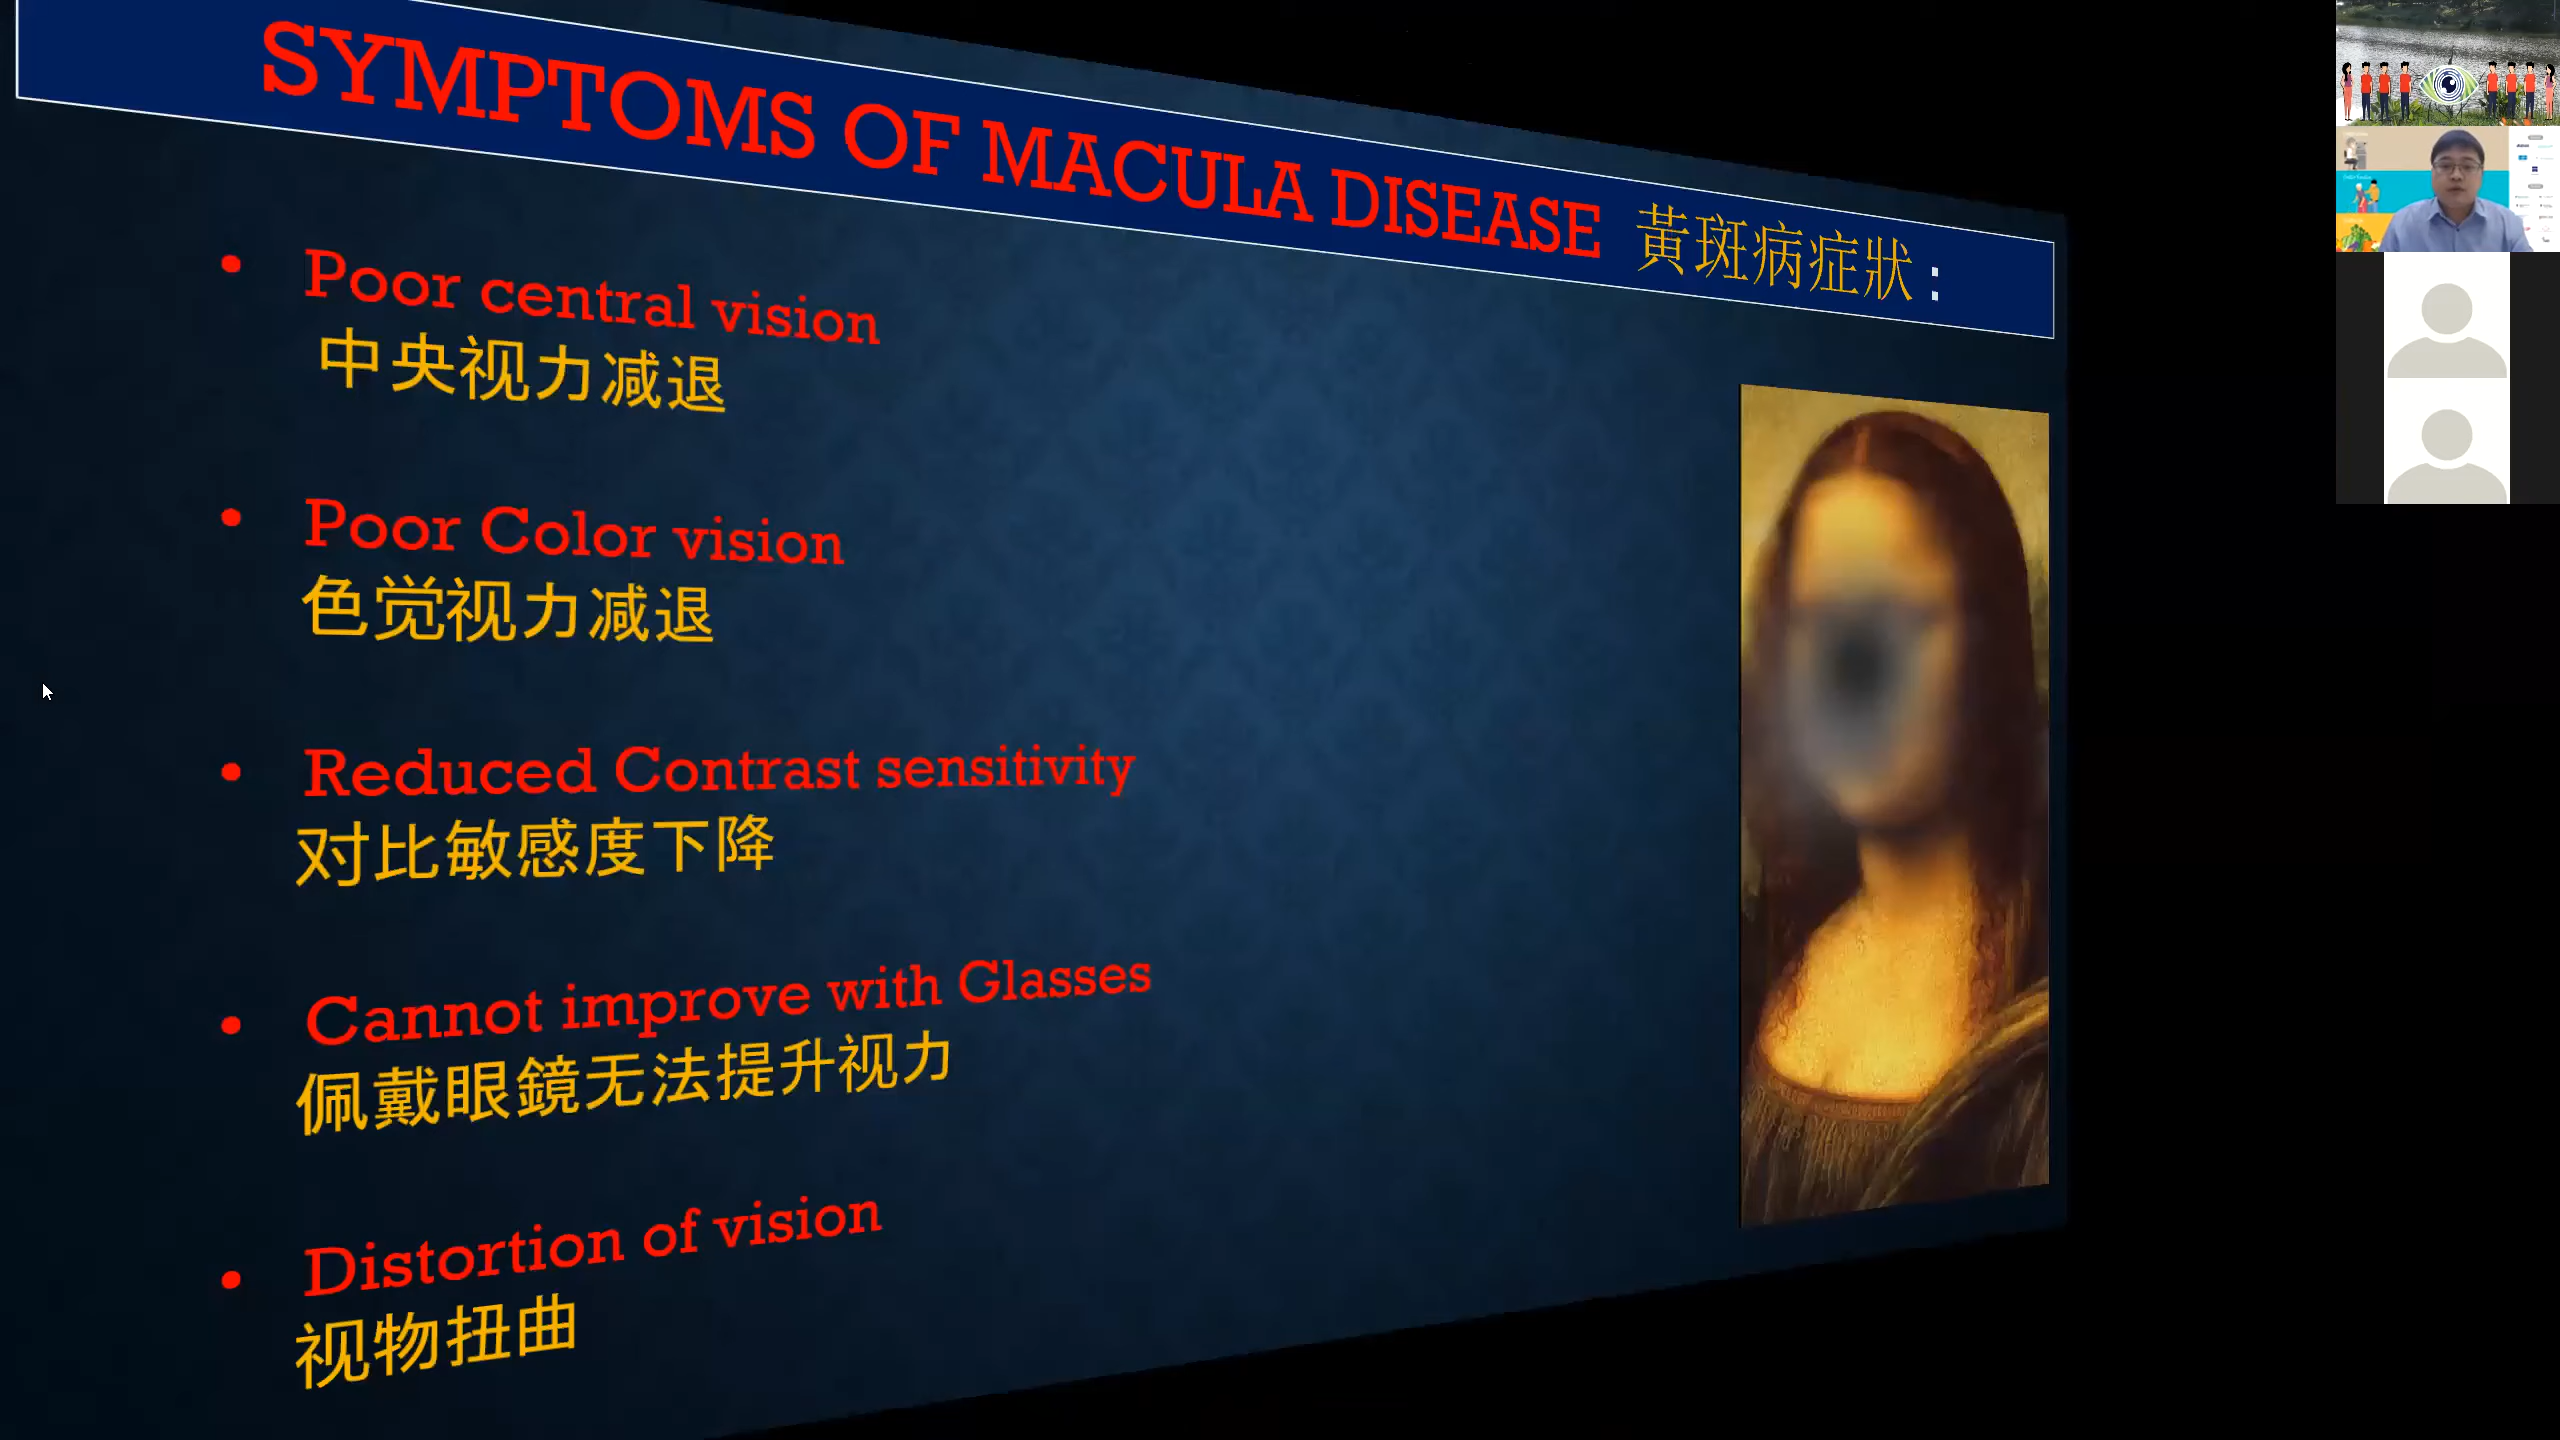 SYMPTOMS OF MACULA DISEASE 黃斑病症狀：
• Poor central vision
中央视力减退
• Poor Color vision
色觉视力减退
• Reduced Contrast sensitivity
对比敏感度下降
• Cannot improve with Glasses
佩戴眼鏡无法提升视力
• Distortion of vision
视物扭曲